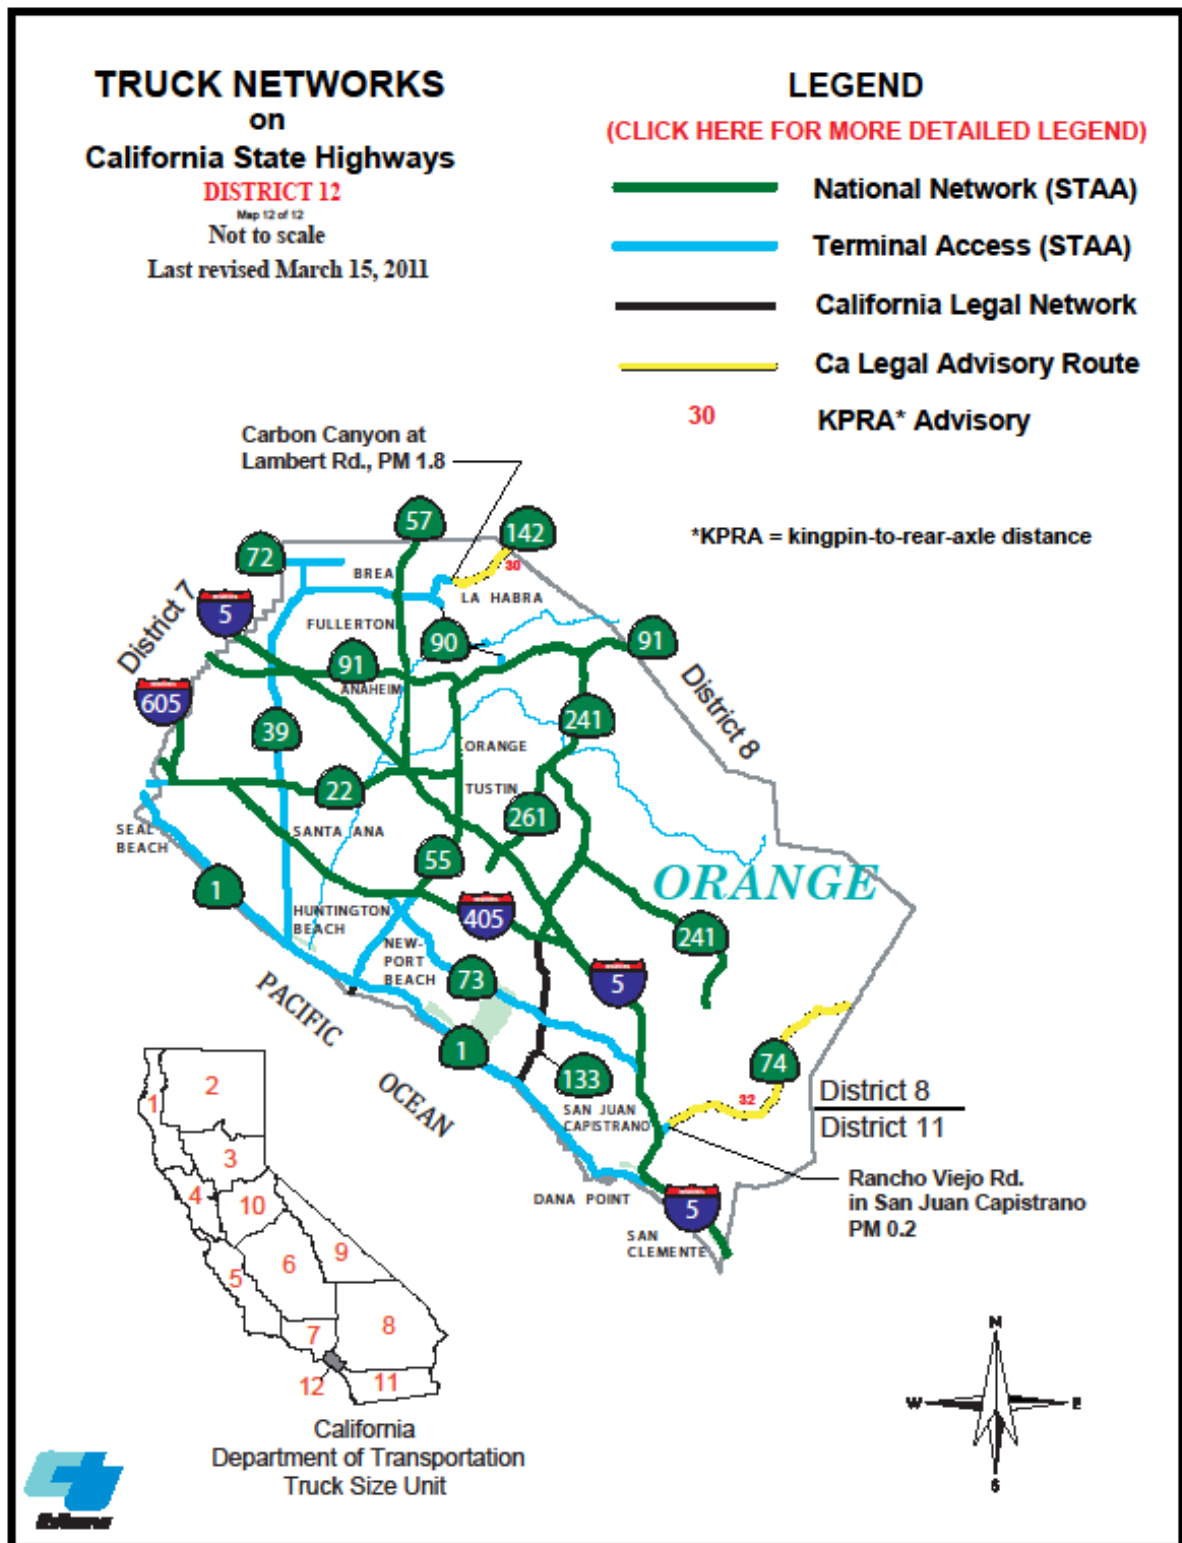 TRUCK NETWORKS
on
California State Highways
DISTRICT 12
Map 12 of 12
Not to scale
Last revised March 15, 2011
LEGEND
(CLICK HERE FOR MORE DETAILED LEGEND)
National Network (STAA)
Terminal Access (STAA)
California Legal Network
Ca Legal Advisory Route
30 KPRA* Advisory
*KPRA = kingpin-to-rear-axle distance
Carbon Canyon at
Lambert Rd., PM 1.8
57
142
72
30
BREA
LA HABRA
District 7
5
FULLERTON
90
91
91
ANAHEIM
District 8
605
39
241
ORANGE
TUSTIN
22
261
SEAL
BEACH
SANTA ANA
55
ORANGE
1
405
HUNTINGTON
BEACH
241
NEW-
PORT
BEACH
73
5
PACIFIC
OCEAN
1
133
74
SAN JUAN
CAPISTRANO
32
District 8
District 11
Rancho Viejo Rd.
in San Juan Capistrano
PM 0.2
DANA POINT
5
SAN
CLEMENTE
1
2
3
4
10
9
5
6
7
8
12
11
California
Department of Transportation
Truck Size Unit
N
W
E
S